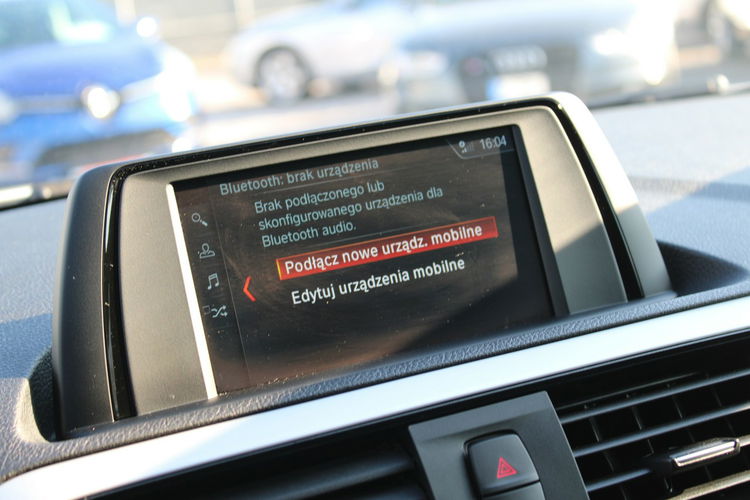 16:04
Bluetooth: brak urządzenia
Brak podłączonego lub
skonfigurowanego urządzenia dla
Bluetooth audio.
Podłącz nowe urządz. mobilne
Edytuj urządzenia mobilne